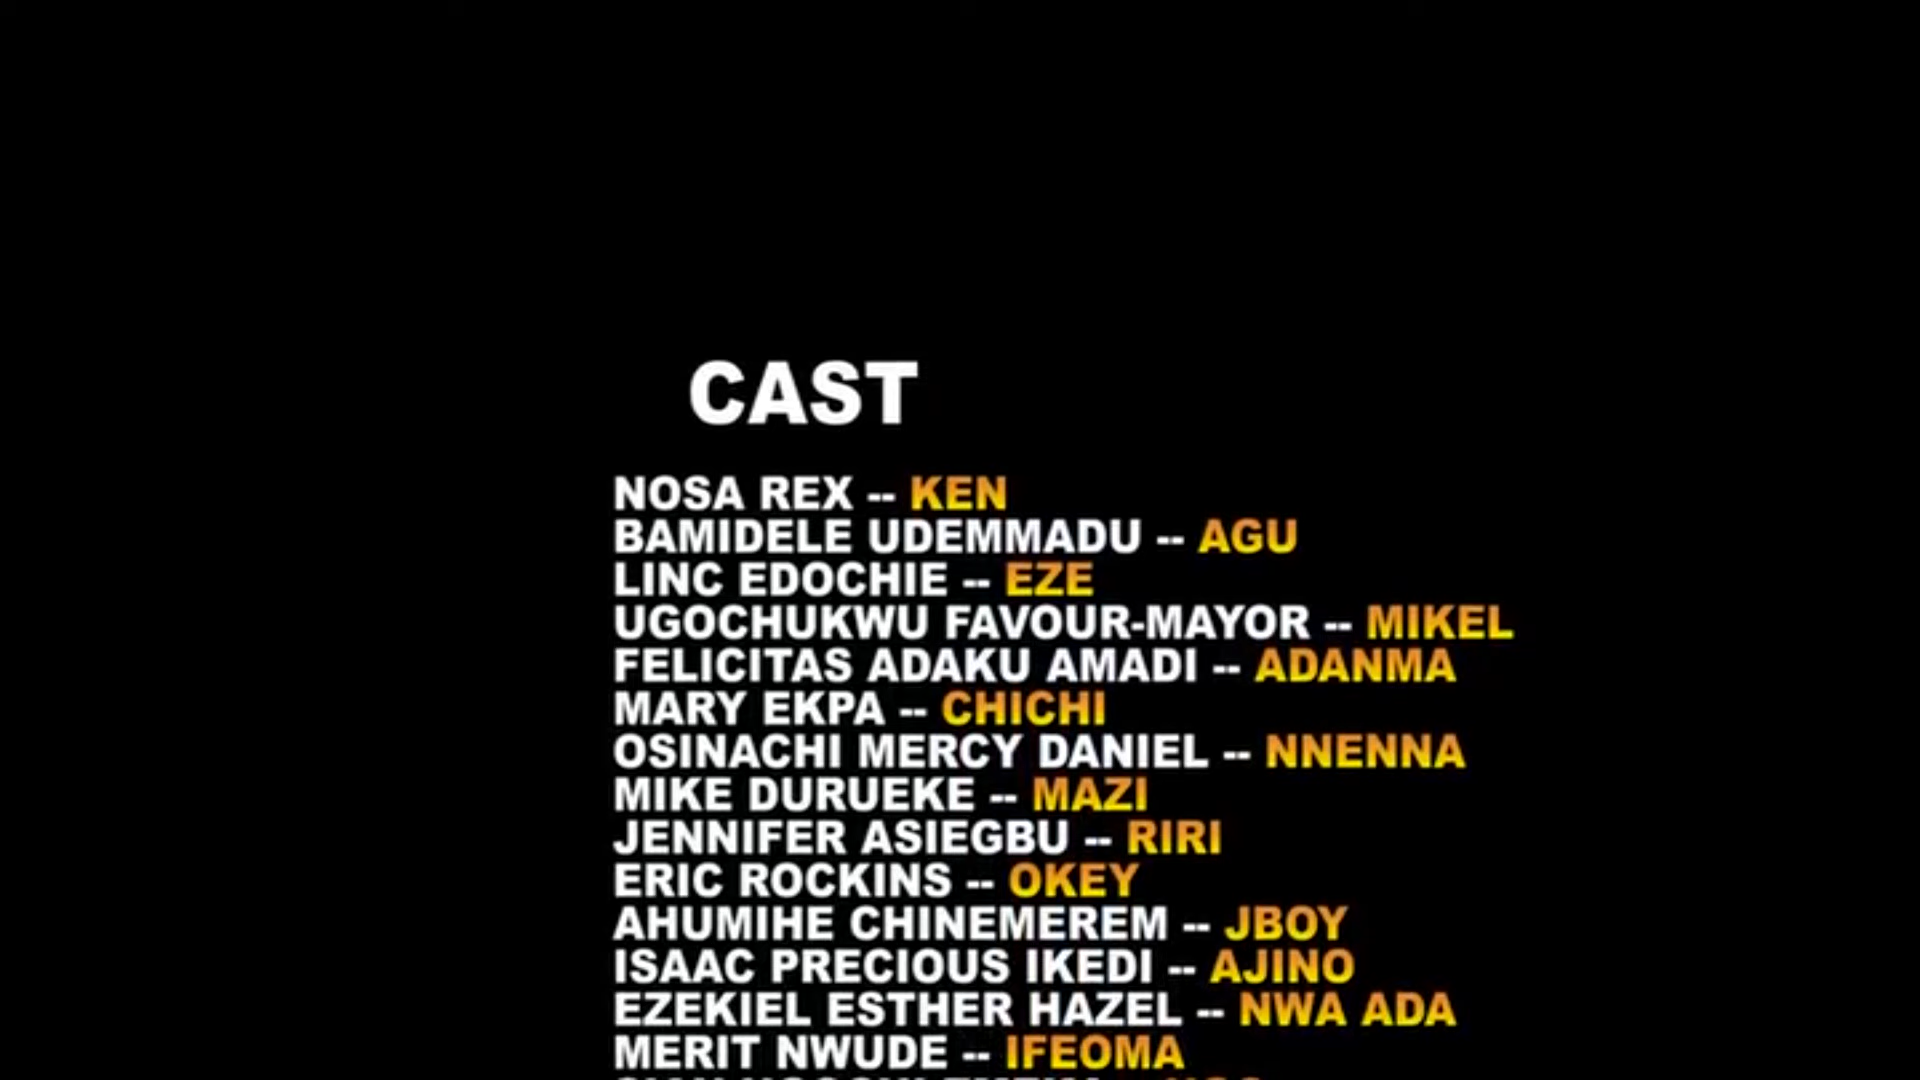 CAST
NOSA REX -- KEN
BAMIDELE UDEMMADU -- AGU
LINC EDOCHIE -- EZE
UGOCHUKWU FAVOUR-MAYOR -- MIKEL
FELICITAS ADAKU AMADI -- ADANMA
MARY EKPA -- CHICHI
OSINACHI MERCY DANIEL -- NNENNA
MIKE DURUEKE -- MAZI
JENNIFER ASIEGBU -- RIRI
ERIC ROCKINS -- OKEY
AHUMIHE CHINEMEREM -- JBOY
ISAAC PRECIOUS IKEDI -- AJINO
EZEKIEL ESTHER HAZEL -- NWA ADA
MERIT NWUDE -- IFEOMA